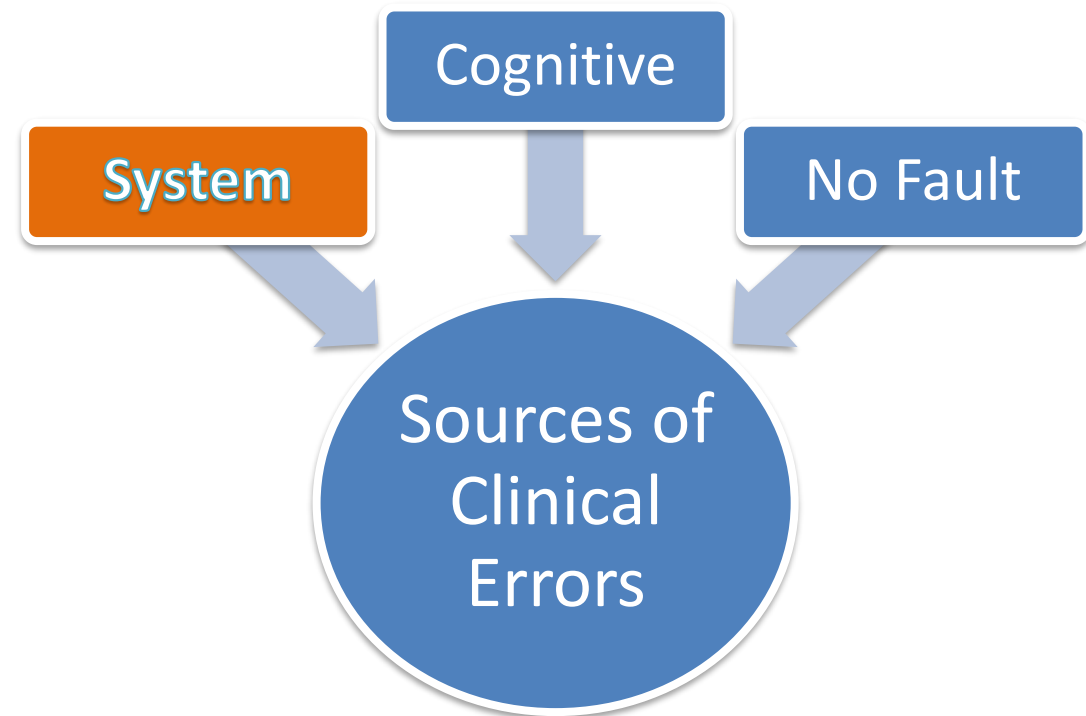 Cognitive
System
No Fault
Sources of
Clinical
Errors